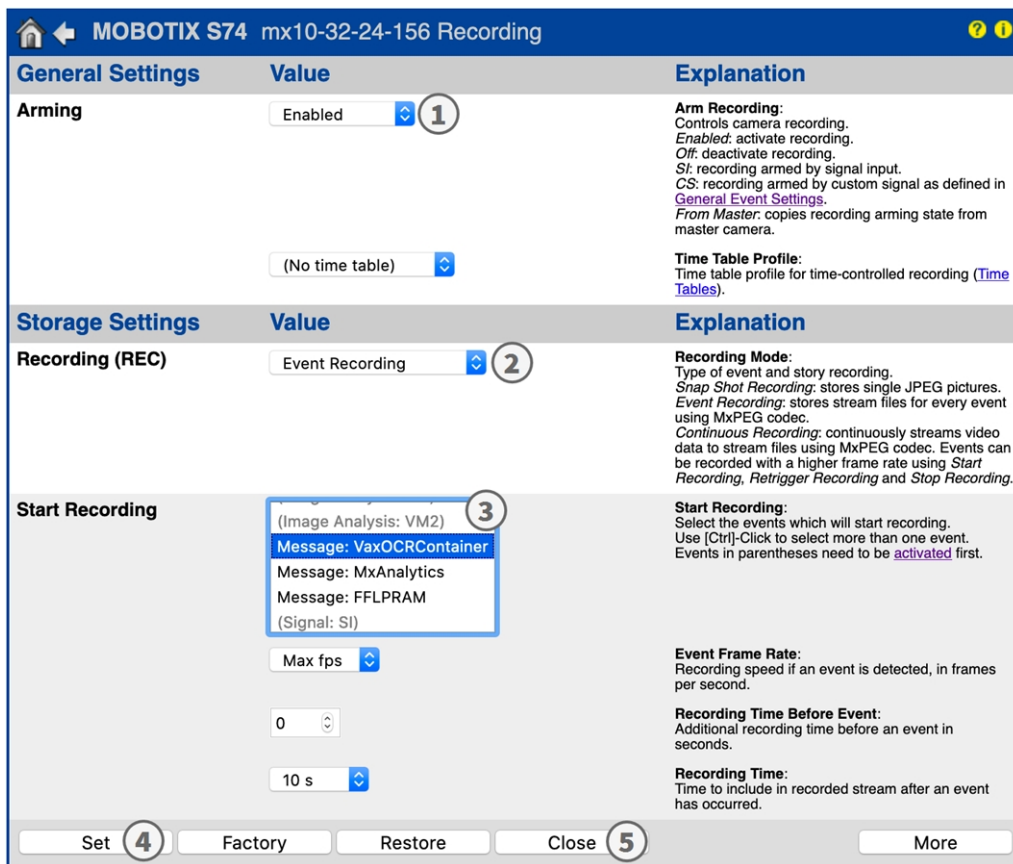 MOBOTIX S74 mx10-32-24-156 Recording ? i
General Settings Value Explanation
Arming Enabled 1
Arm Recording:
Controls camera recording.
Enabled: activate recording.
Off: deactivate recording.
SI: recording armed by signal input.
CS: recording armed by custom signal as defined in
General Event Settings.
From Master: copies recording arming state from
master camera.
(No time table)
Time Table Profile:
Time table profile for time-controlled recording (Time
Tables).
Storage Settings Value Explanation
Recording (REC) Event Recording 2
Recording Mode:
Type of event and story recording.
Snap Shot Recording: stores single JPEG pictures.
Event Recording: stores stream files for every event
using MxPEG codec.
Continuous Recording: continuously streams video
data to stream files using MxPEG codec. Events can
be recorded with a higher frame rate using Start
Recording, Retrigger Recording and Stop Recording.
Start Recording
(Image Analysis: VM2) 3
Message: VaxOCRContainer
Message: MxAnalytics
Message: FFLPRAM
(Signal: SI)
Start Recording:
Select the events which will start recording.
Use [Ctrl]-Click to select more than one event.
Events in parentheses need to be activated first.
Max fps
Event Frame Rate:
Recording speed if an event is detected, in frames
per second.
0
Recording Time Before Event:
Additional recording time before an event in
seconds.
10 s
Recording Time:
Time to include in recorded stream after an event
has occurred.
Set 4 Factory Restore Close 5 More